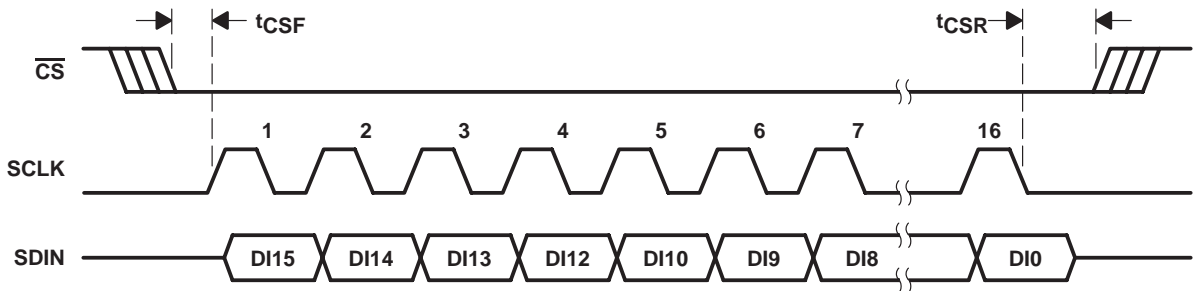 tCSF tCSR
CS
1 2 3 4 5 6 7 16
SCLK
SDIN DI15 DI14 DI13 DI12 DI10 DI9 DI8 DI0